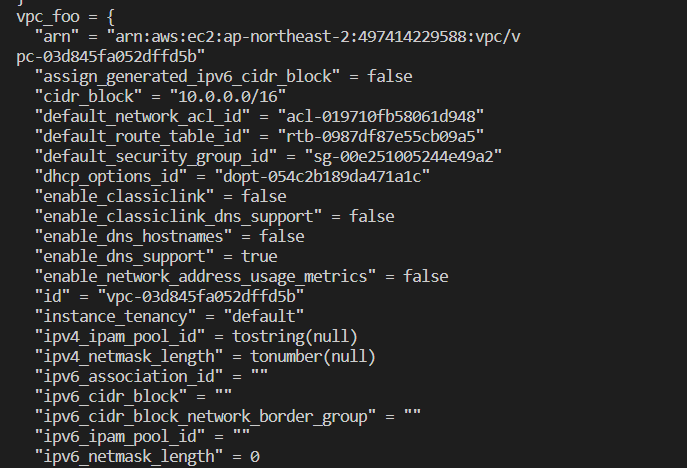 }
vpc_foo = {
  "arn" = "arn:aws:ec2:ap-northeast-2:497414229588:vpc/v
pc-03d845fa052dffd5b"
  "assign_generated_ipv6_cidr_block" = false
  "cidr_block" = "10.0.0.0/16"
  "default_network_acl_id" = "acl-019710fb58061d948"
  "default_route_table_id" = "rtb-0987df87e55cb09a5"
  "default_security_group_id" = "sg-00e251005244e49a2"
  "dhcp_options_id" = "dopt-054c2b189da471a1c"
  "enable_classiclink" = false
  "enable_classiclink_dns_support" = false
  "enable_dns_hostnames" = false
  "enable_dns_support" = true
  "enable_network_address_usage_metrics" = false
  "id" = "vpc-03d845fa052dffd5b"
  "instance_tenancy" = "default"
  "ipv4_ipam_pool_id" = tostring(null)
  "ipv4_netmask_length" = tonumber(null)
  "ipv6_association_id" = ""
  "ipv6_cidr_block" = ""
  "ipv6_cidr_block_network_border_group" = ""
  "ipv6_ipam_pool_id" = ""
  "ipv6_netmask_length" = 0